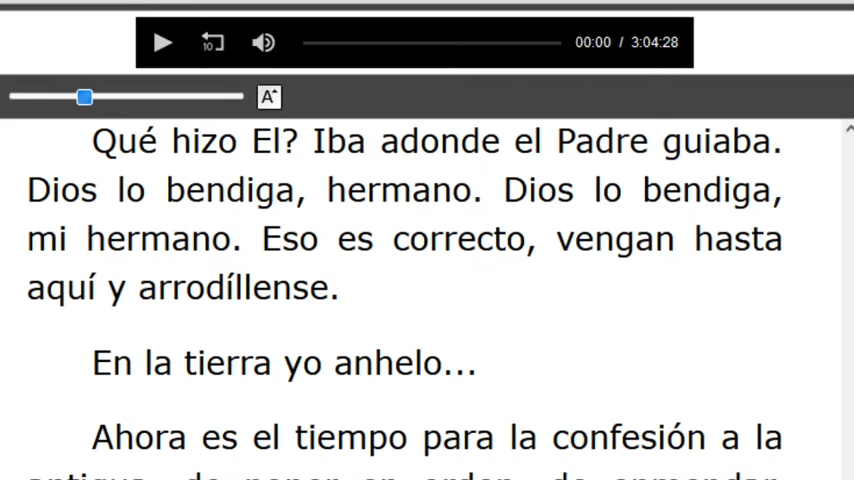 10
00:00 / 3:04:28
A
Qué hizo El? Iba adonde el Padre guiaba.
Dios lo bendiga, hermano. Dios lo bendiga,
mi hermano. Eso es correcto, vengan hasta
aquí y arrodíllense.
En la tierra yo anhelo...
Ahora es el tiempo para la confesión a la